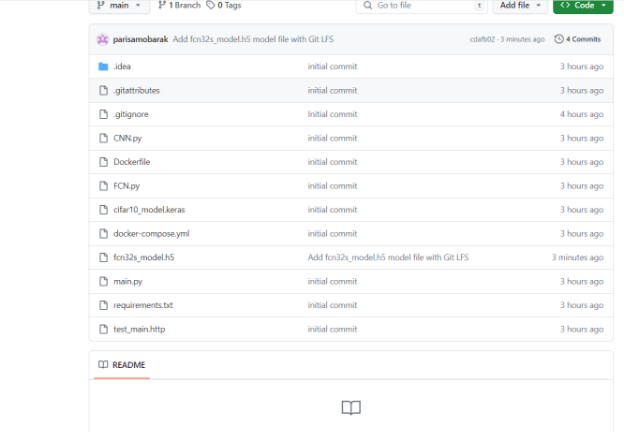 main 1 Branch 0 Tags Go to file t Add file Code
parisamobarak Add fcn32s_model.h5 model file with Git LFS cdafb02 · 3 minutes ago 4 Commits
.idea initial commit 3 hours ago
.gitattributes initial commit 3 hours ago
.gitignore Initial commit 4 hours ago
CNN.py initial commit 3 hours ago
Dockerfile initial commit 3 hours ago
FCN.py initial commit 3 hours ago
cifar10_model.keras initial commit 3 hours ago
docker-compose.yml initial commit 3 hours ago
fcn32s_model.h5 Add fcn32s_model.h5 model file with Git LFS 3 minutes ago
main.py initial commit 3 hours ago
requirements.txt initial commit 3 hours ago
test_main.http initial commit 3 hours ago
README